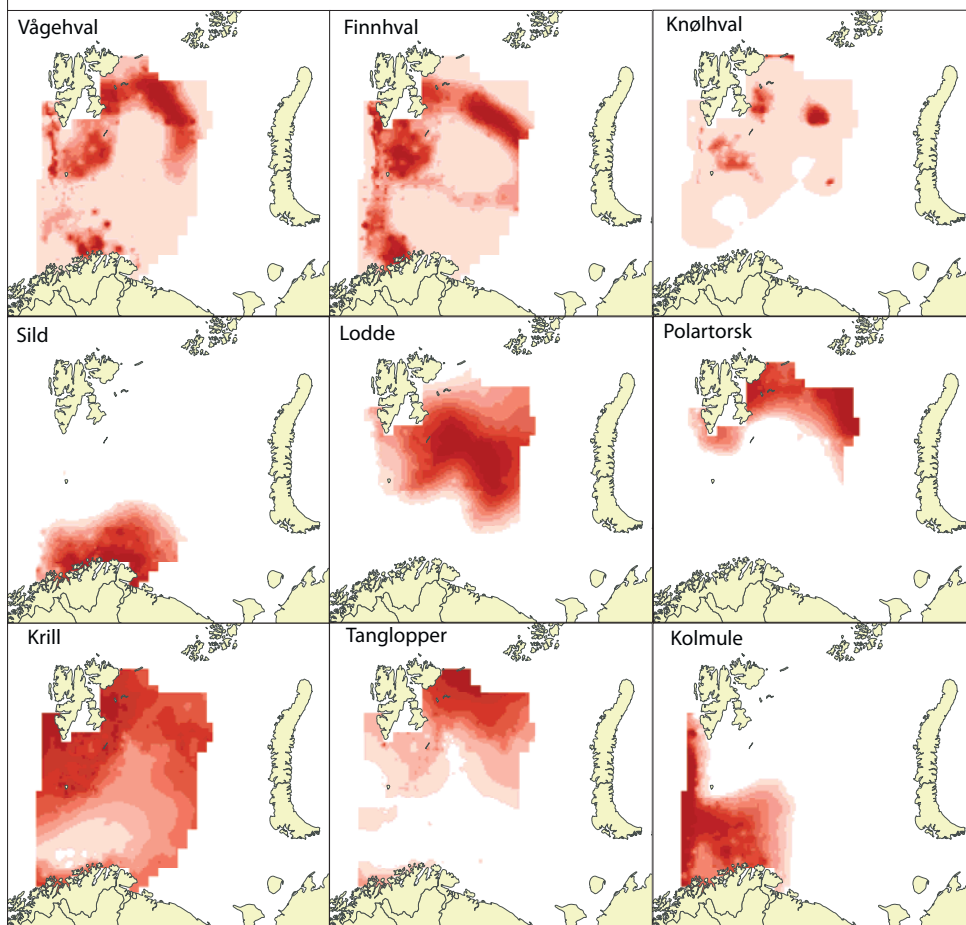 Vågehval
Finnhval
Knølhval
Sild
Lodde
Polartorsk
Krill
Tanglopper
Kolmule